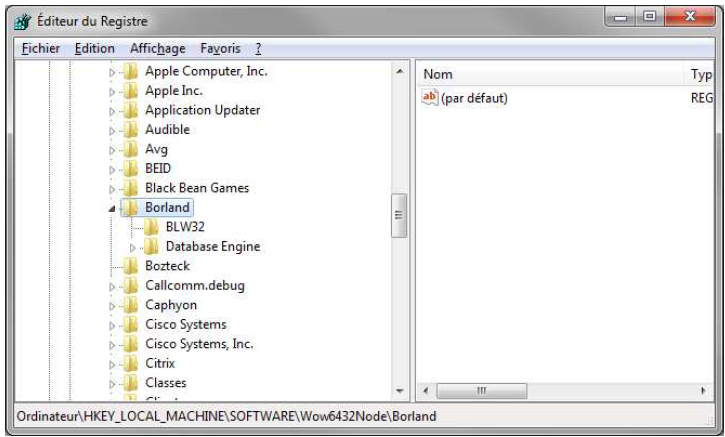 Éditeur du Registre
Fichier Edition Affichage Favoris ?
Apple Computer, Inc.
Apple Inc.
Application Updater
Audible
Avg
BEID
Black Bean Games
Borland
BLW32
Database Engine
Bozteck
Callcomm.debug
Caphyon
Cisco Systems
Cisco Systems, Inc.
Citrix
Classes
Nom Typ
ab (par défaut) REG
Ordinateur\HKEY_LOCAL_MACHINE\SOFTWARE\Wow6432Node\Borland